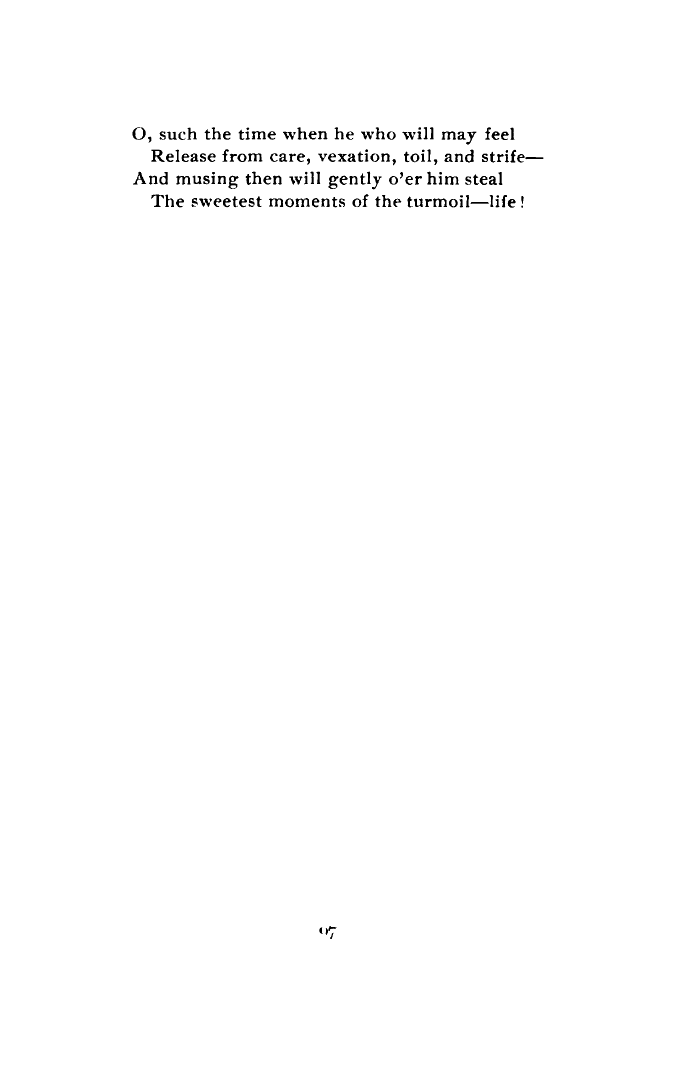 O, such the time when he who will may feel
Release from care, vexation, toil, and strife—
And musing then will gently o'er him steal
The sweetest moments of the turmoil—life!